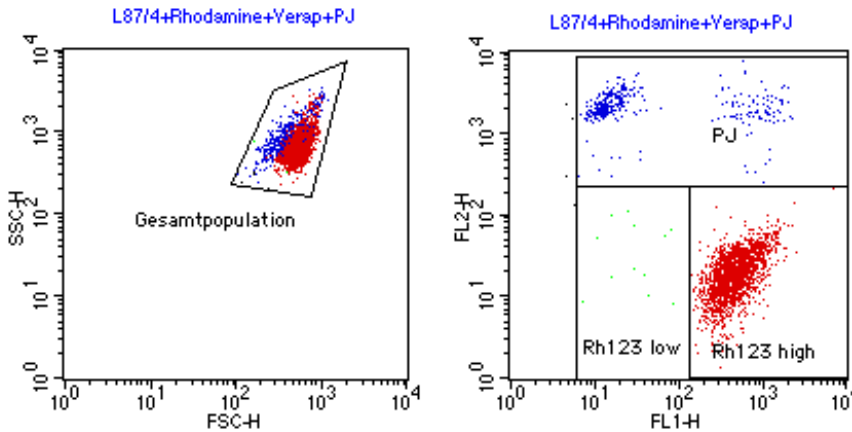 L87/4+Rhodamine+Verap+PJ
SSC-H
10^4
10^3
10^2
10^1
10^0
Gesamtpopulation
10^0 10^1 10^2 10^3 10^4
FSC-H
L87/4+Rhodamine+Verap+PJ
FL2-H
10^4
10^3
10^2
10^1
10^0
PJ
Rh123 low
Rh123 high
10^0 10^1 10^2 10^3 10^4
FL1-H